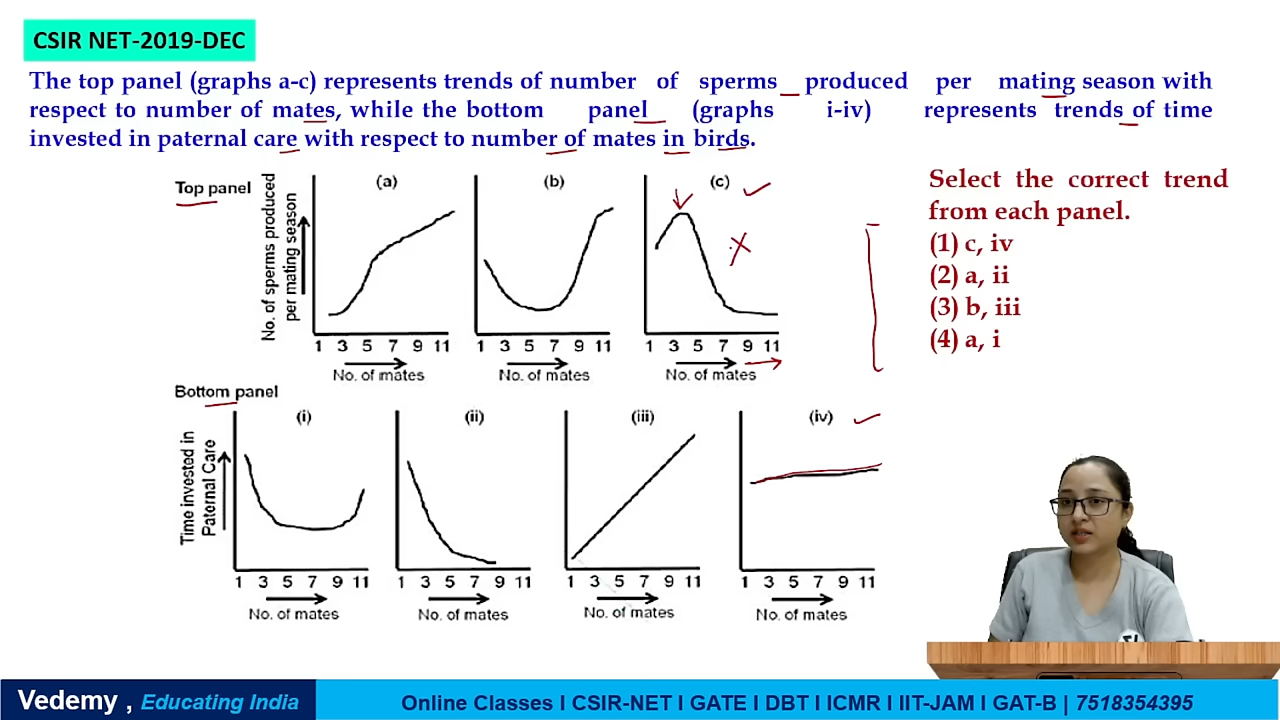 CSIR NET-2019-DEC
The top panel (graphs a-c) represents trends of number of sperms produced per mating season with
respect to number of mates, while the bottom panel (graphs i-iv) represents trends of time
invested in paternal care with respect to number of mates in birds.
Top panel
(a)
(b)
(c)
No. of sperms produced
per mating season
1 3 5 7 9 11
1 3 5 7 9 11
1 3 5 7 9 11
No. of mates
No. of mates
No. of mates
Select the correct trend
from each panel.
(1) c, iv
(2) a, ii
(3) b, iii
(4) a, i
Bottom panel
(i)
(ii)
(iii)
(iv)
Time invested in
Paternal Care
1 3 5 7 9 11
1 3 5 7 9 11
1 3 5 7 9 11
1 3 5 7 9 11
No. of mates
No. of mates
No. of mates
No. of mates
Vedemy , Educating India
Online Classes I CSIR-NET I GATE I DBT I ICMR I IIT-JAM I GAT-B | 7518354395